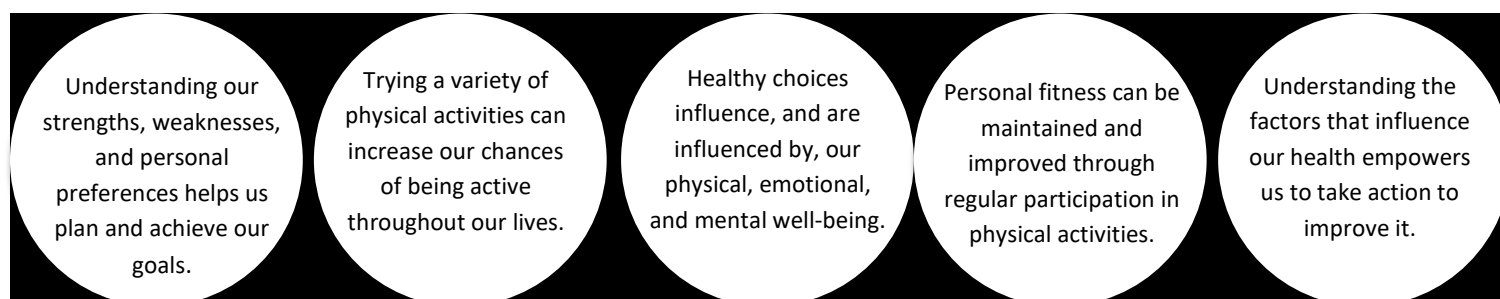 Understanding our
strengths, weaknesses,
and personal
preferences helps us
plan and achieve our
goals.
Trying a variety of
physical activities can
increase our chances
of being active
throughout our lives.
Healthy choices
influence, and are
influenced by, our
physical, emotional,
and mental well-being.
Personal fitness can be
maintained and
improved through
regular participation in
physical activities.
Understanding the
factors that influence
our health empowers
us to take action to
improve it.